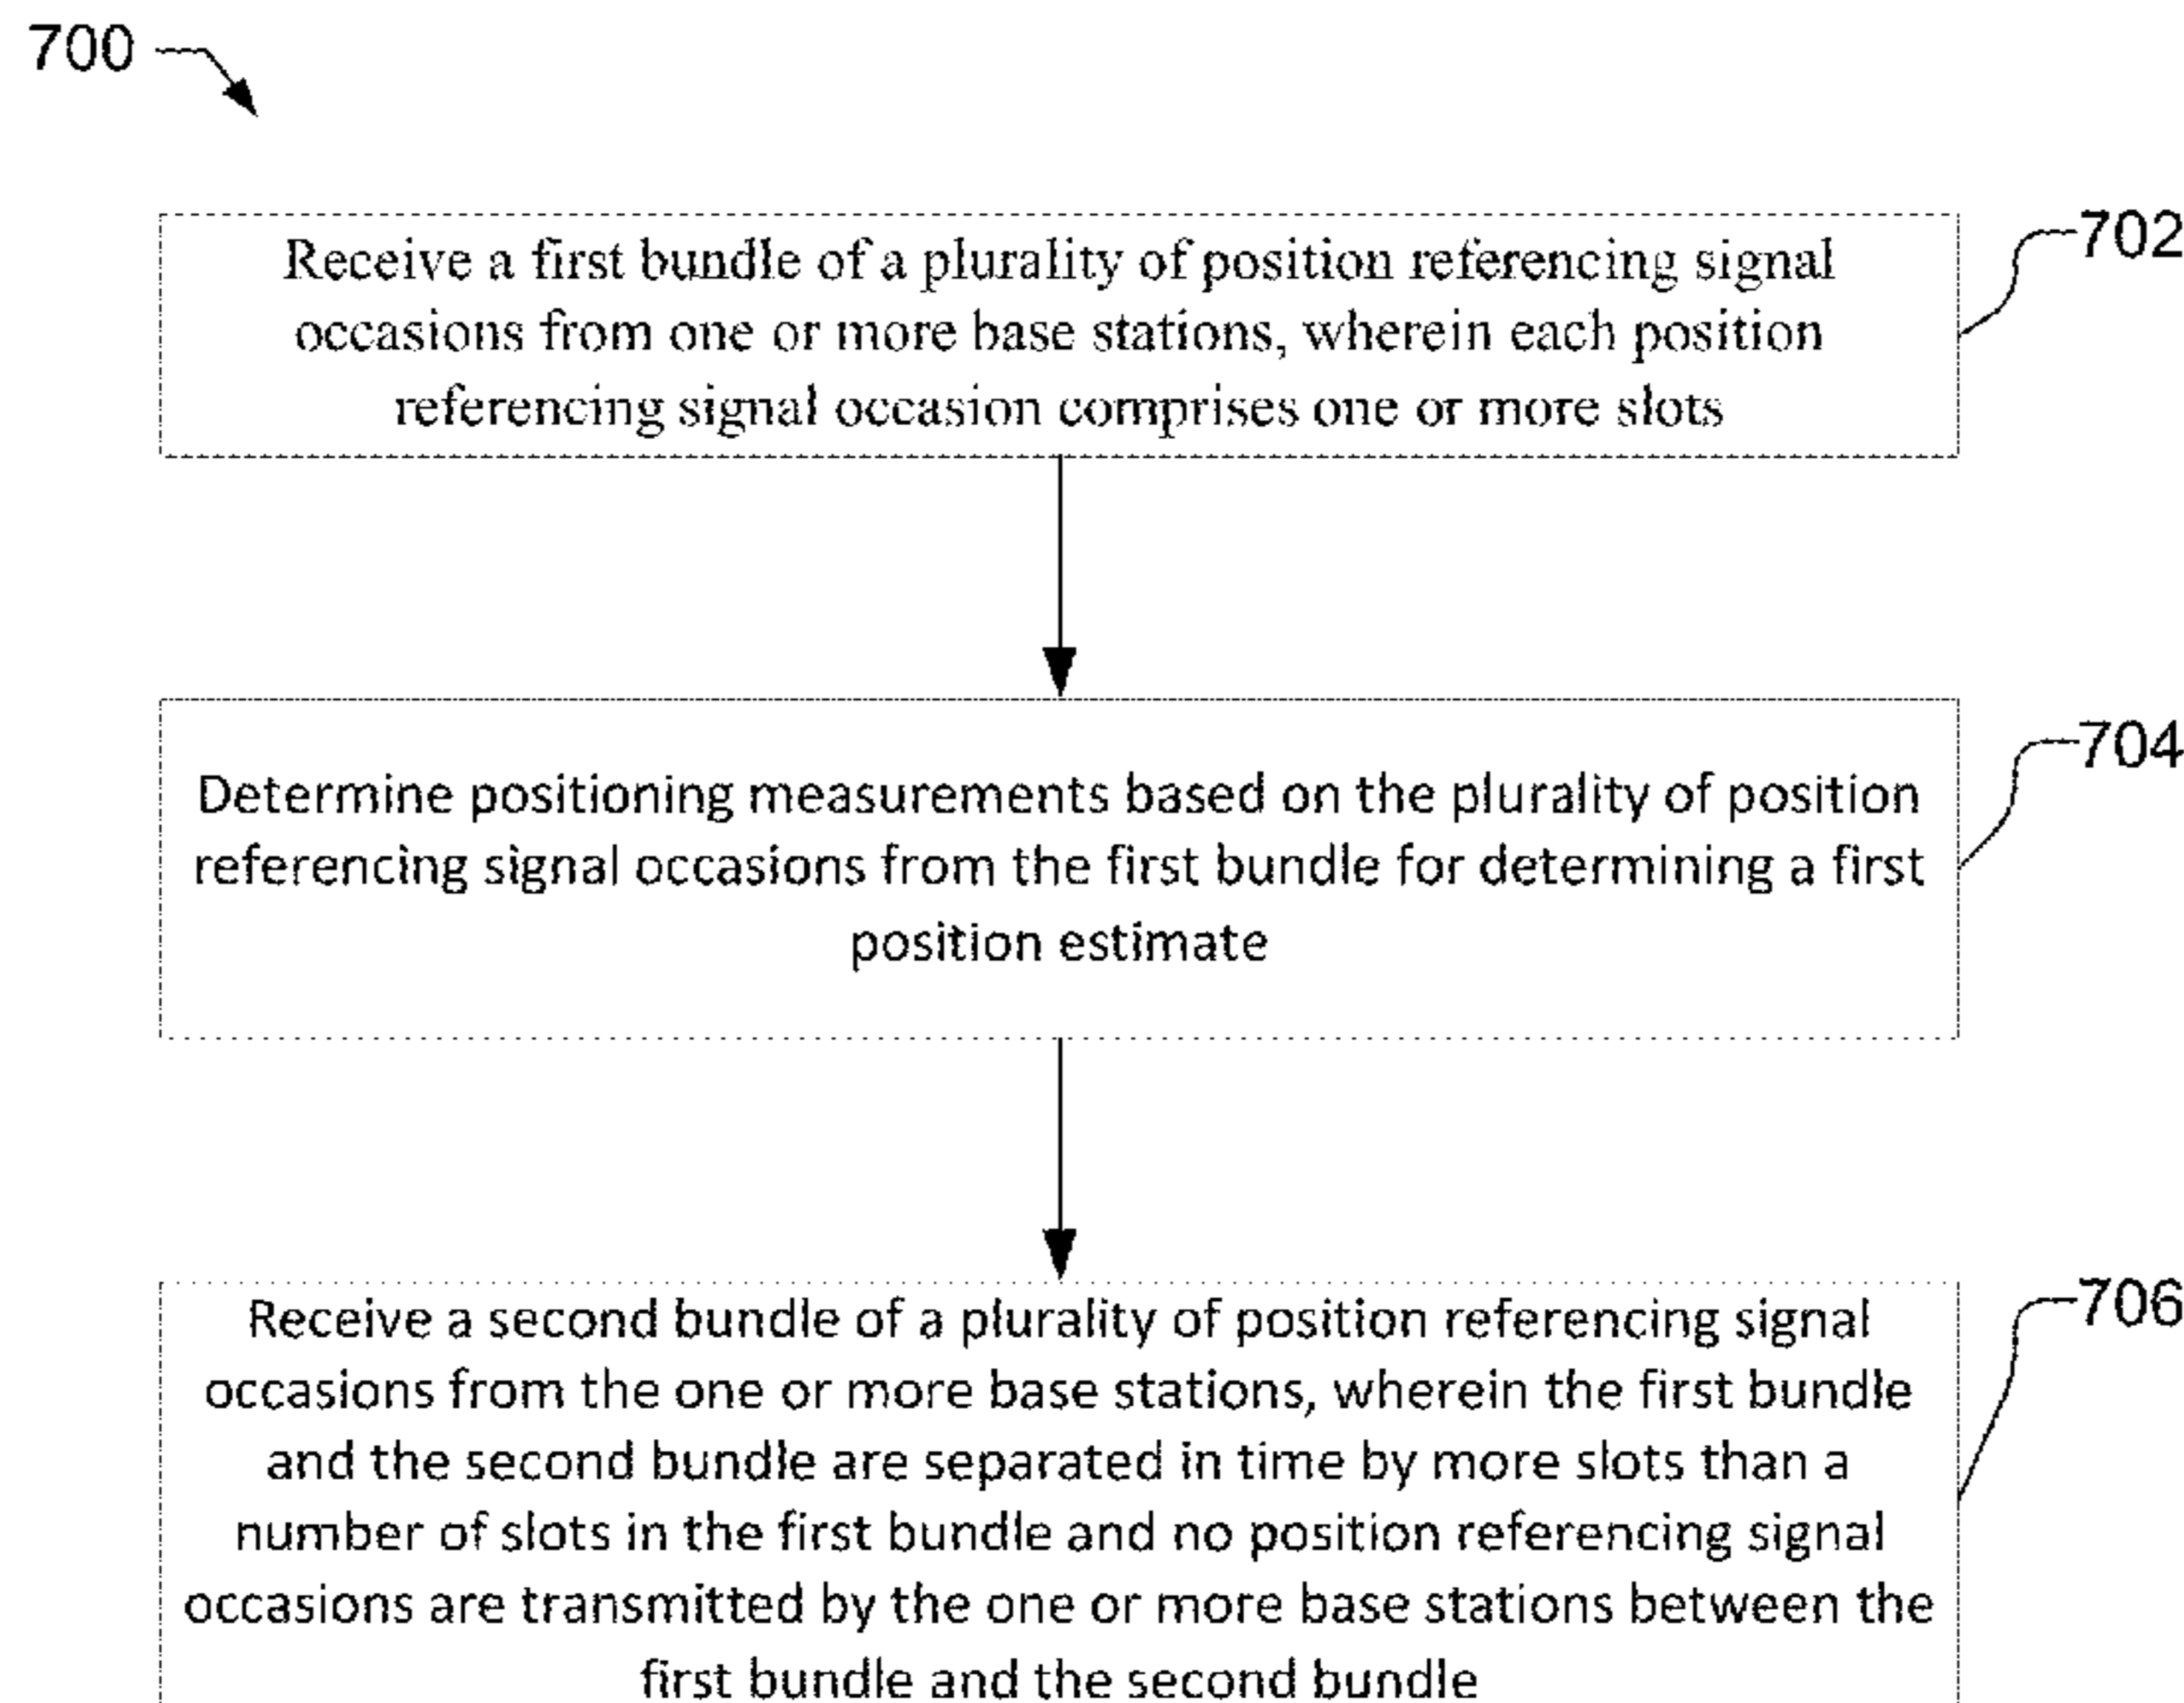 700
Receive a first bundle of a plurality of position referencing signal
occasions from one or more base stations, wherein each position
referencing signal occasion comprises one or more slots
702
Determine positioning measurements based on the plurality of position
referencing signal occasions from the first bundle for determining a first
position estimate
704
Receive a second bundle of a plurality of position referencing signal
occasions from the one or more base stations, wherein the first bundle
and the second bundle are separated in time by more slots than a
number of slots in the first bundle and no position referencing signal
occasions are transmitted by the one or more base stations between the
first bundle and the second bundle
706